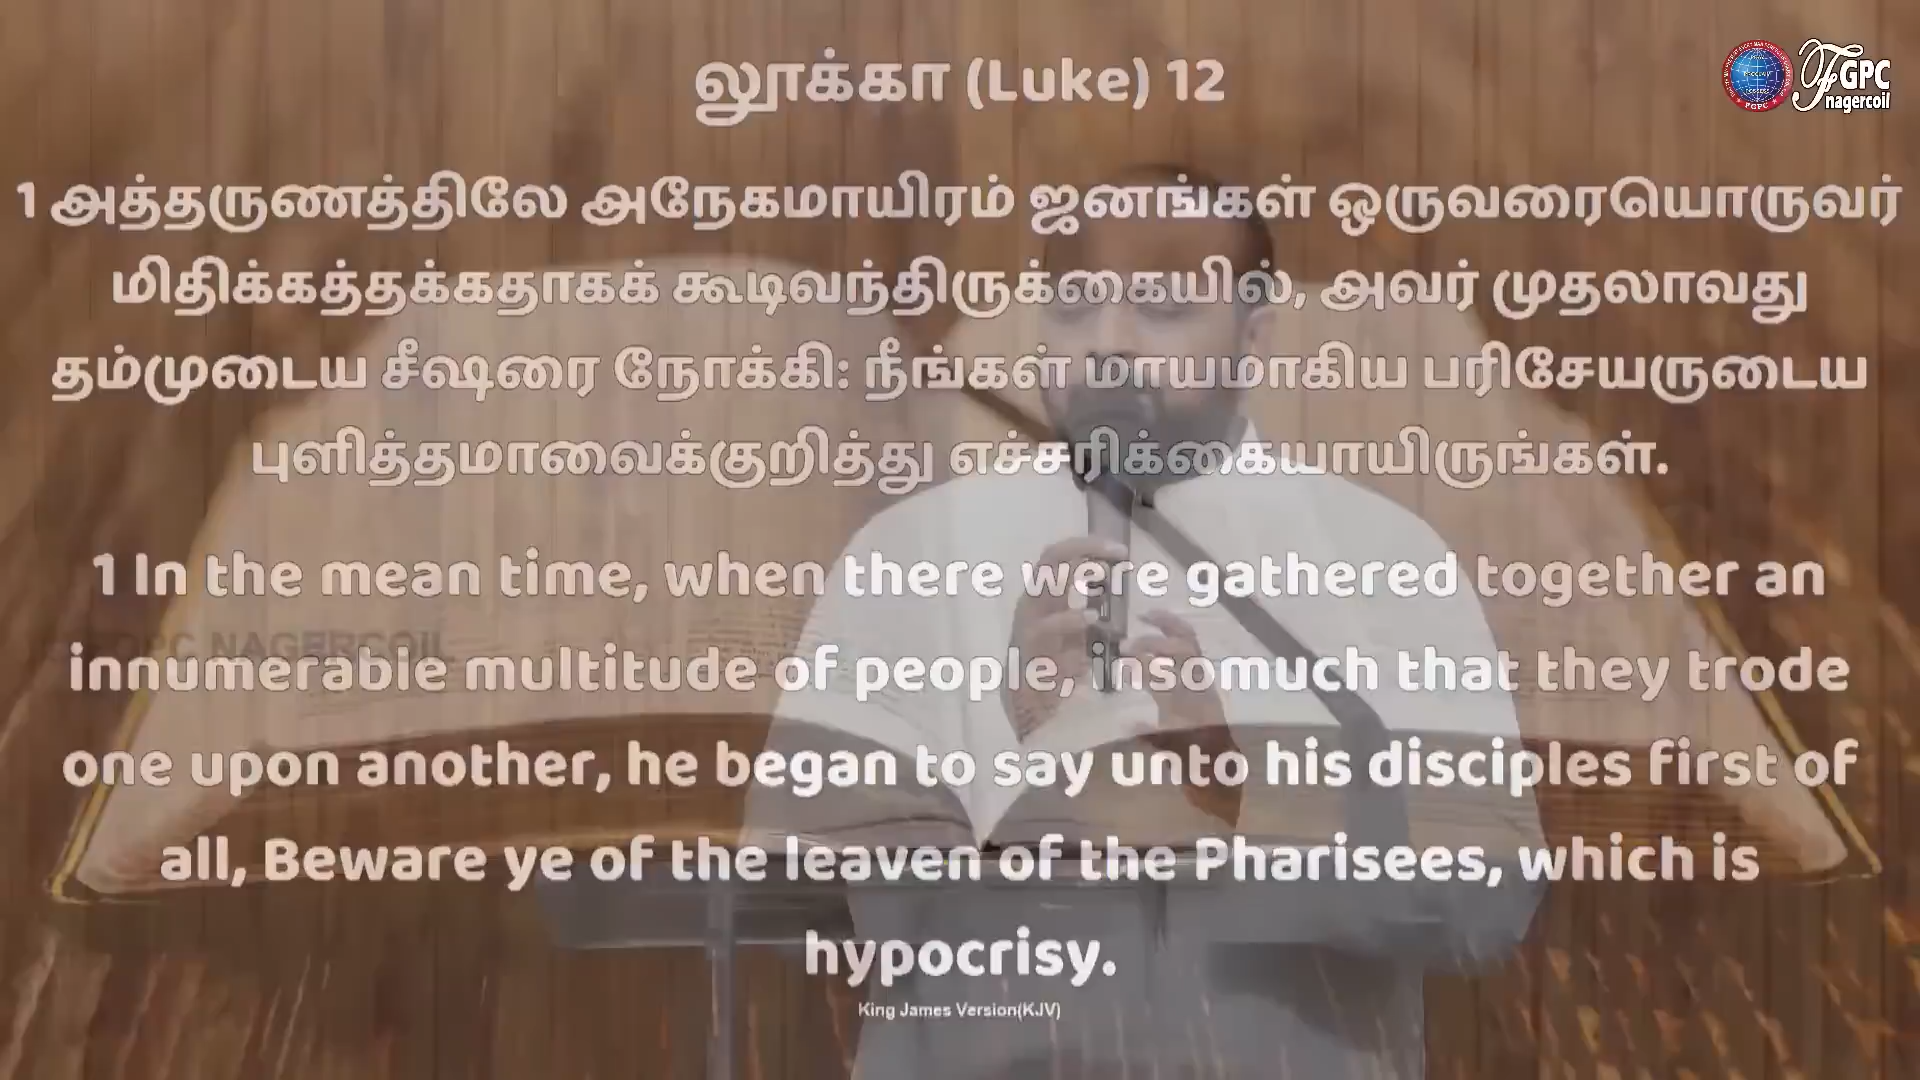 லூக்கா (Luke) 12
FGPC
nagercoil
1 அத்தருணத்திலே அநேகமாயிரம் ஜனங்கள் ஒருவரையொருவர்
மிதிக்கத்தக்கதாகக் கூடிவந்திருக்கையில், அவர் முதலாவது
தம்முடைய சீஷரை நோக்கி: நீங்கள் மாயமாகிய பரிசேயருடைய
புளித்தமாவைக்குறித்து எச்சரிக்கையாயிருங்கள்.
1 In the mean time, when there were gathered together an
FGPC NAGERCOIL
innumerable multitude of people, insomuch that they trode
one upon another, he began to say unto his disciples first of
all, Beware ye of the leaven of the Pharisees, which is
hypocrisy.
King James Version(KJV)